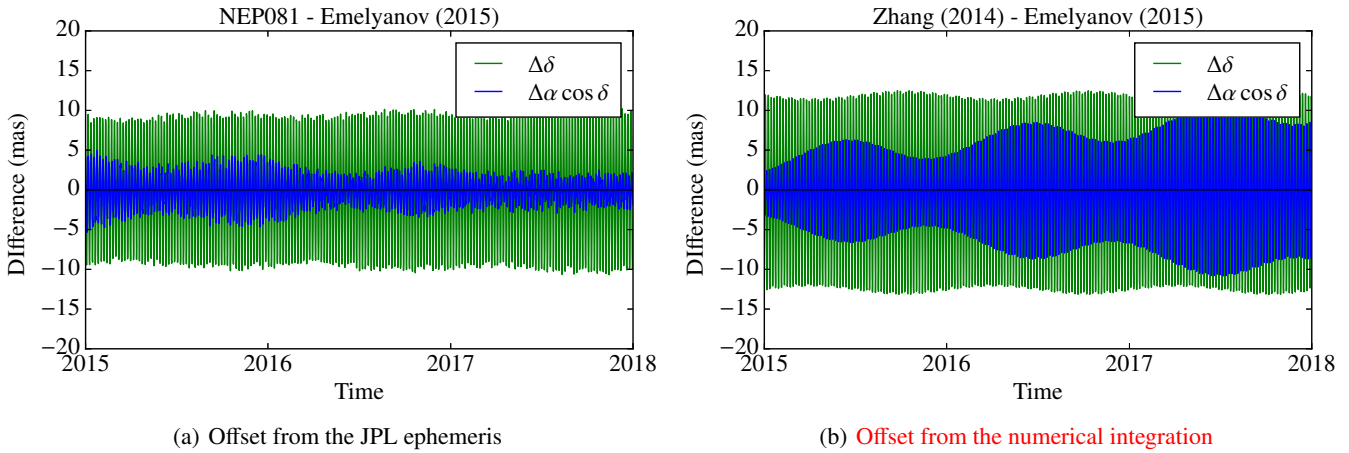 NEP081 - Emelyanov (2015)
20
15
10
5
0
−5
−10
−15
−20
DIfference (mas)
Δδ
Δα cos δ
2015
2016
2017
2018
Time
(a) Offset from the JPL ephemeris
Zhang (2014) - Emelyanov (2015)
20
15
10
5
0
−5
−10
−15
−20
DIfference (mas)
Δδ
Δα cos δ
2015
2016
2017
2018
Time
(b) Offset from the numerical integration